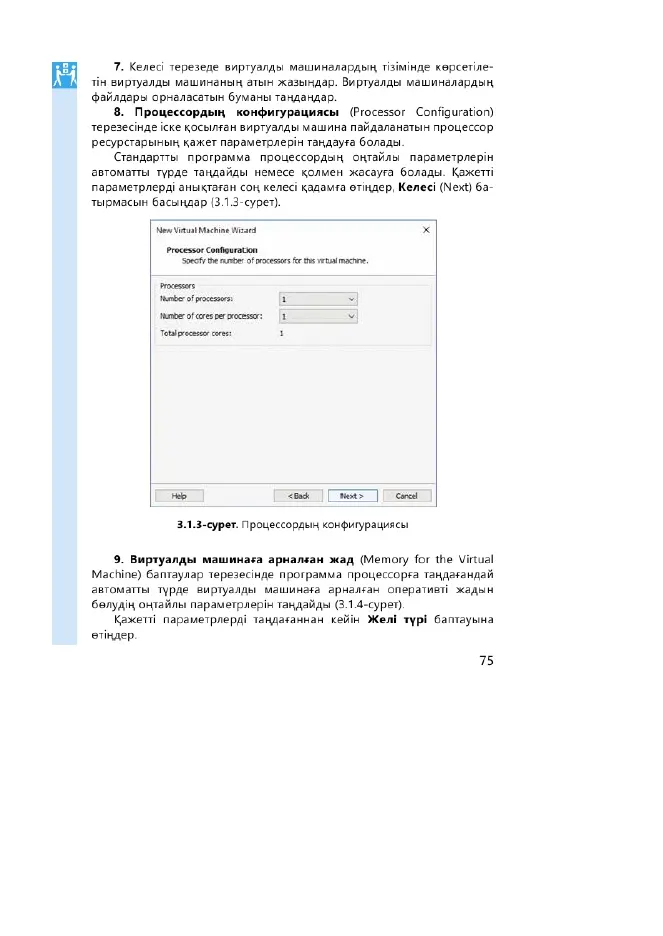 7. Келесі терезеде виртуалды машиналардың тізімінде көрсетіле-
тін виртуалды машинаның атын жазыңдар. Виртуалды машиналардың
файлдары орналасатын буманы таңдаңдар.
8. Процессордың конфигурациясы (Processor Configuration)
терезесінде іске қосылған виртуалды машина пайдаланатын процессор
ресурстарының қажет параметрлерін таңдауға болады.
Стандартты программа процессордың оңтайлы параметрлерін
автоматты түрде таңдайды немесе қолмен жасауға болады. Қажетті
параметрлерді анықтаған соң келесі қадамға өтіңдер, Келесі (Next) ба-
тырмасын басыңдар (3.1.3-сурет).
New Virtual Machine Wizard
Processor Configuration
Specify the number of processors for this virtual machine.
Processors
Number of processors: 1
Number of cores per processor: 1
Total processor cores: 1
Help < Back Next > Cancel
3.1.3-сурет. Процессордың конфигурациясы
9. Виртуалды машинаға арналған жад (Memory for the Virtual
Machine) баптаулар терезесінде программа процессорға таңдағандай
автоматты түрде виртуалды машинаға арналған оперативті жадын
бөлудің оңтайлы параметрлерін таңдайды (3.1.4-сурет).
Қажетті параметрлерді таңдағаннан кейін Желі түрі баптауына
өтіңдер.
75